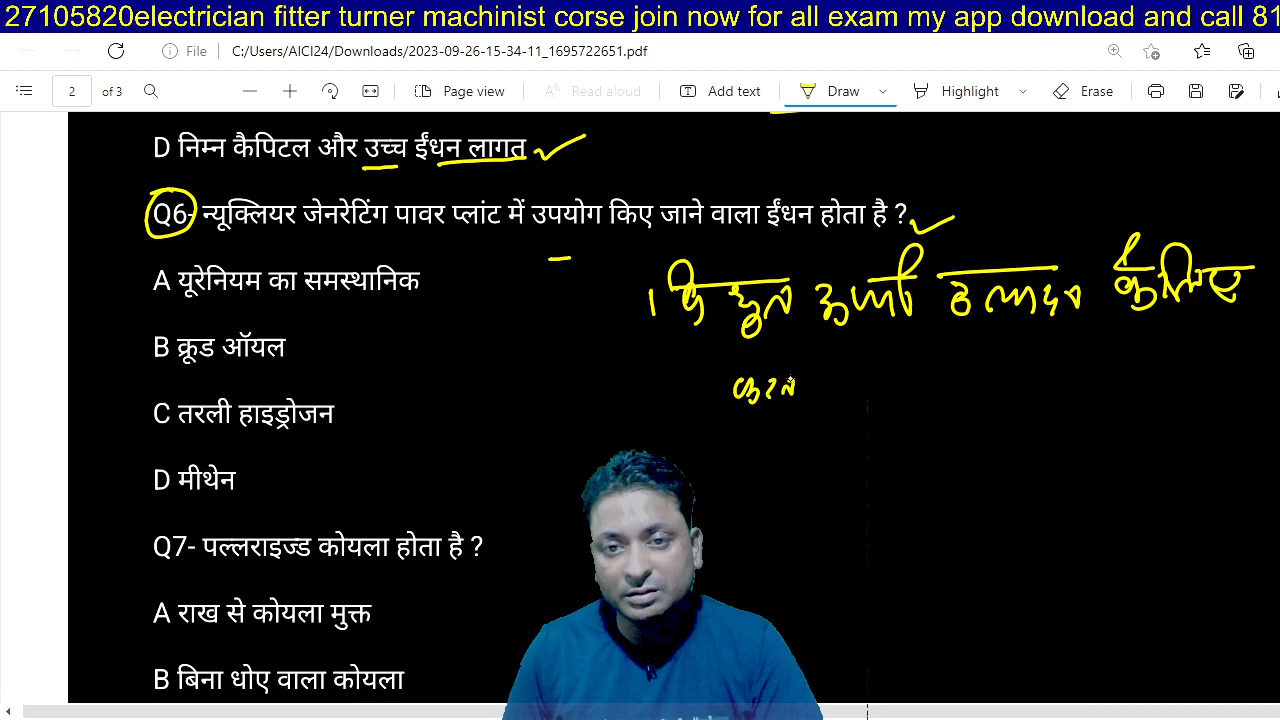 27105820electrician fitter turner machinist corse join now for all exam my app download and call 81
File C:/Users/AICI24/Downloads/2023-09-26-15-34-11_1695722651.pdf
2 of 3 Page view Read aloud Add text Draw Highlight Erase
D निम्न कैपिटल और उच्च ईंधन लागत
Q6- न्यूक्लियर जेनरेटिंग पावर प्लांट में उपयोग किए जाने वाला ईंधन होता है ?
A यूरेनियम का समस्थानिक
विद्युत ऊर्जा उत्पादन के लिए
B क्रूड ऑयल
C तरली हाइड्रोजन
D मीथेन
Q7- पल्लराइज्ड कोयला होता है ?
A राख से कोयला मुक्त
B बिना धोए वाला कोयला